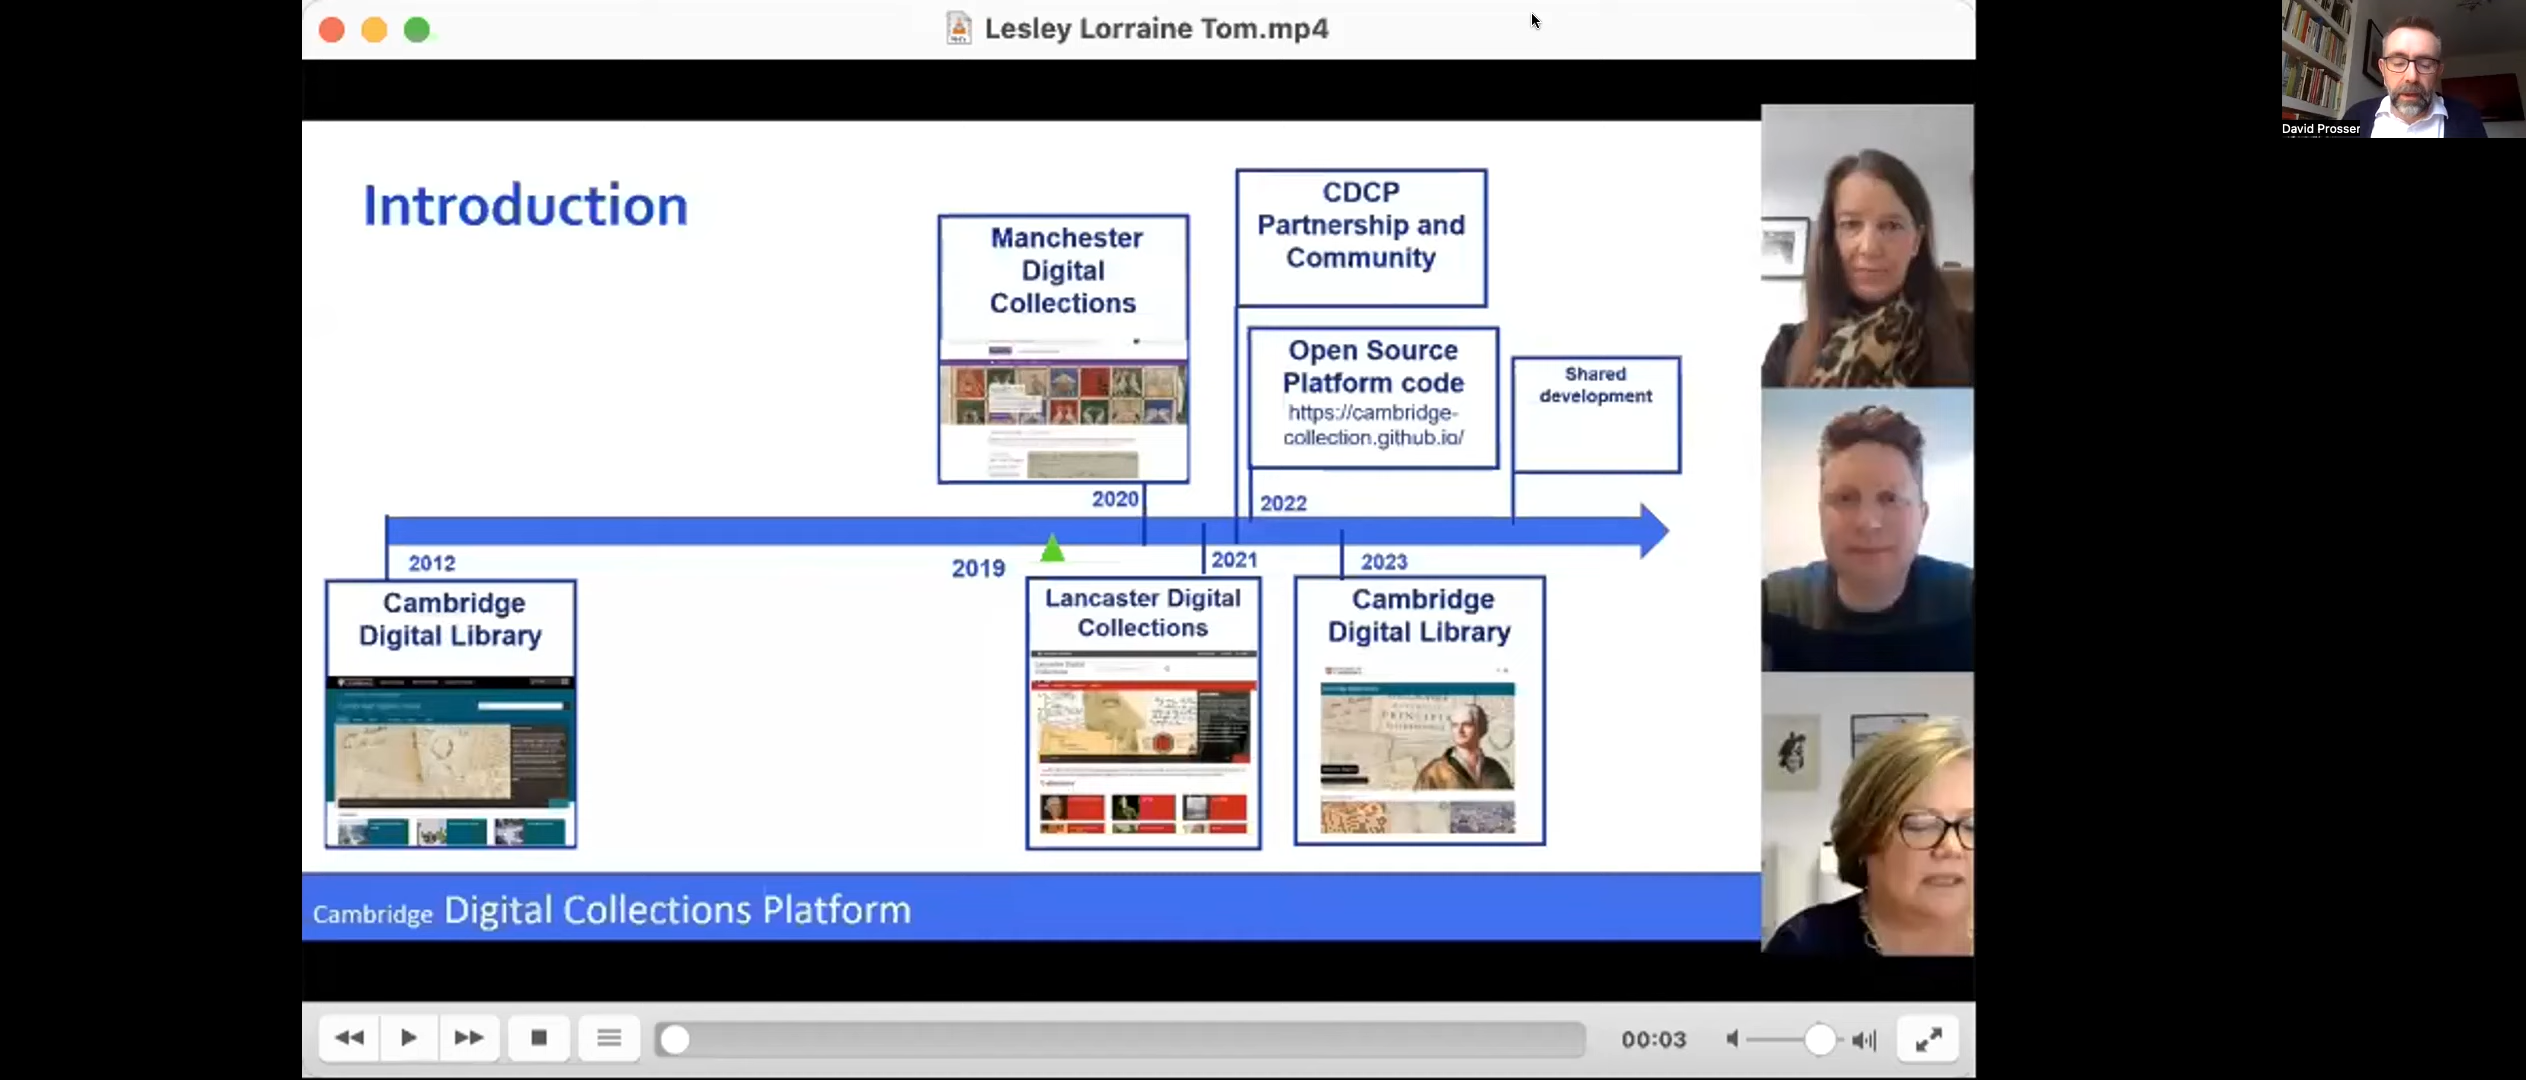 Lesley Lorraine Tom.mp4
David Prosser
Introduction
Manchester
Digital
Collections
CDCP
Partnership and
Community
Open Source
Platform code
https://cambridge-
collection.github.io/
Shared
development
2020
2022
2012
2019
2021
2023
Cambridge
Digital Library
Lancaster Digital
Collections
Cambridge
Digital Library
Cambridge Digital Collections Platform
00:03